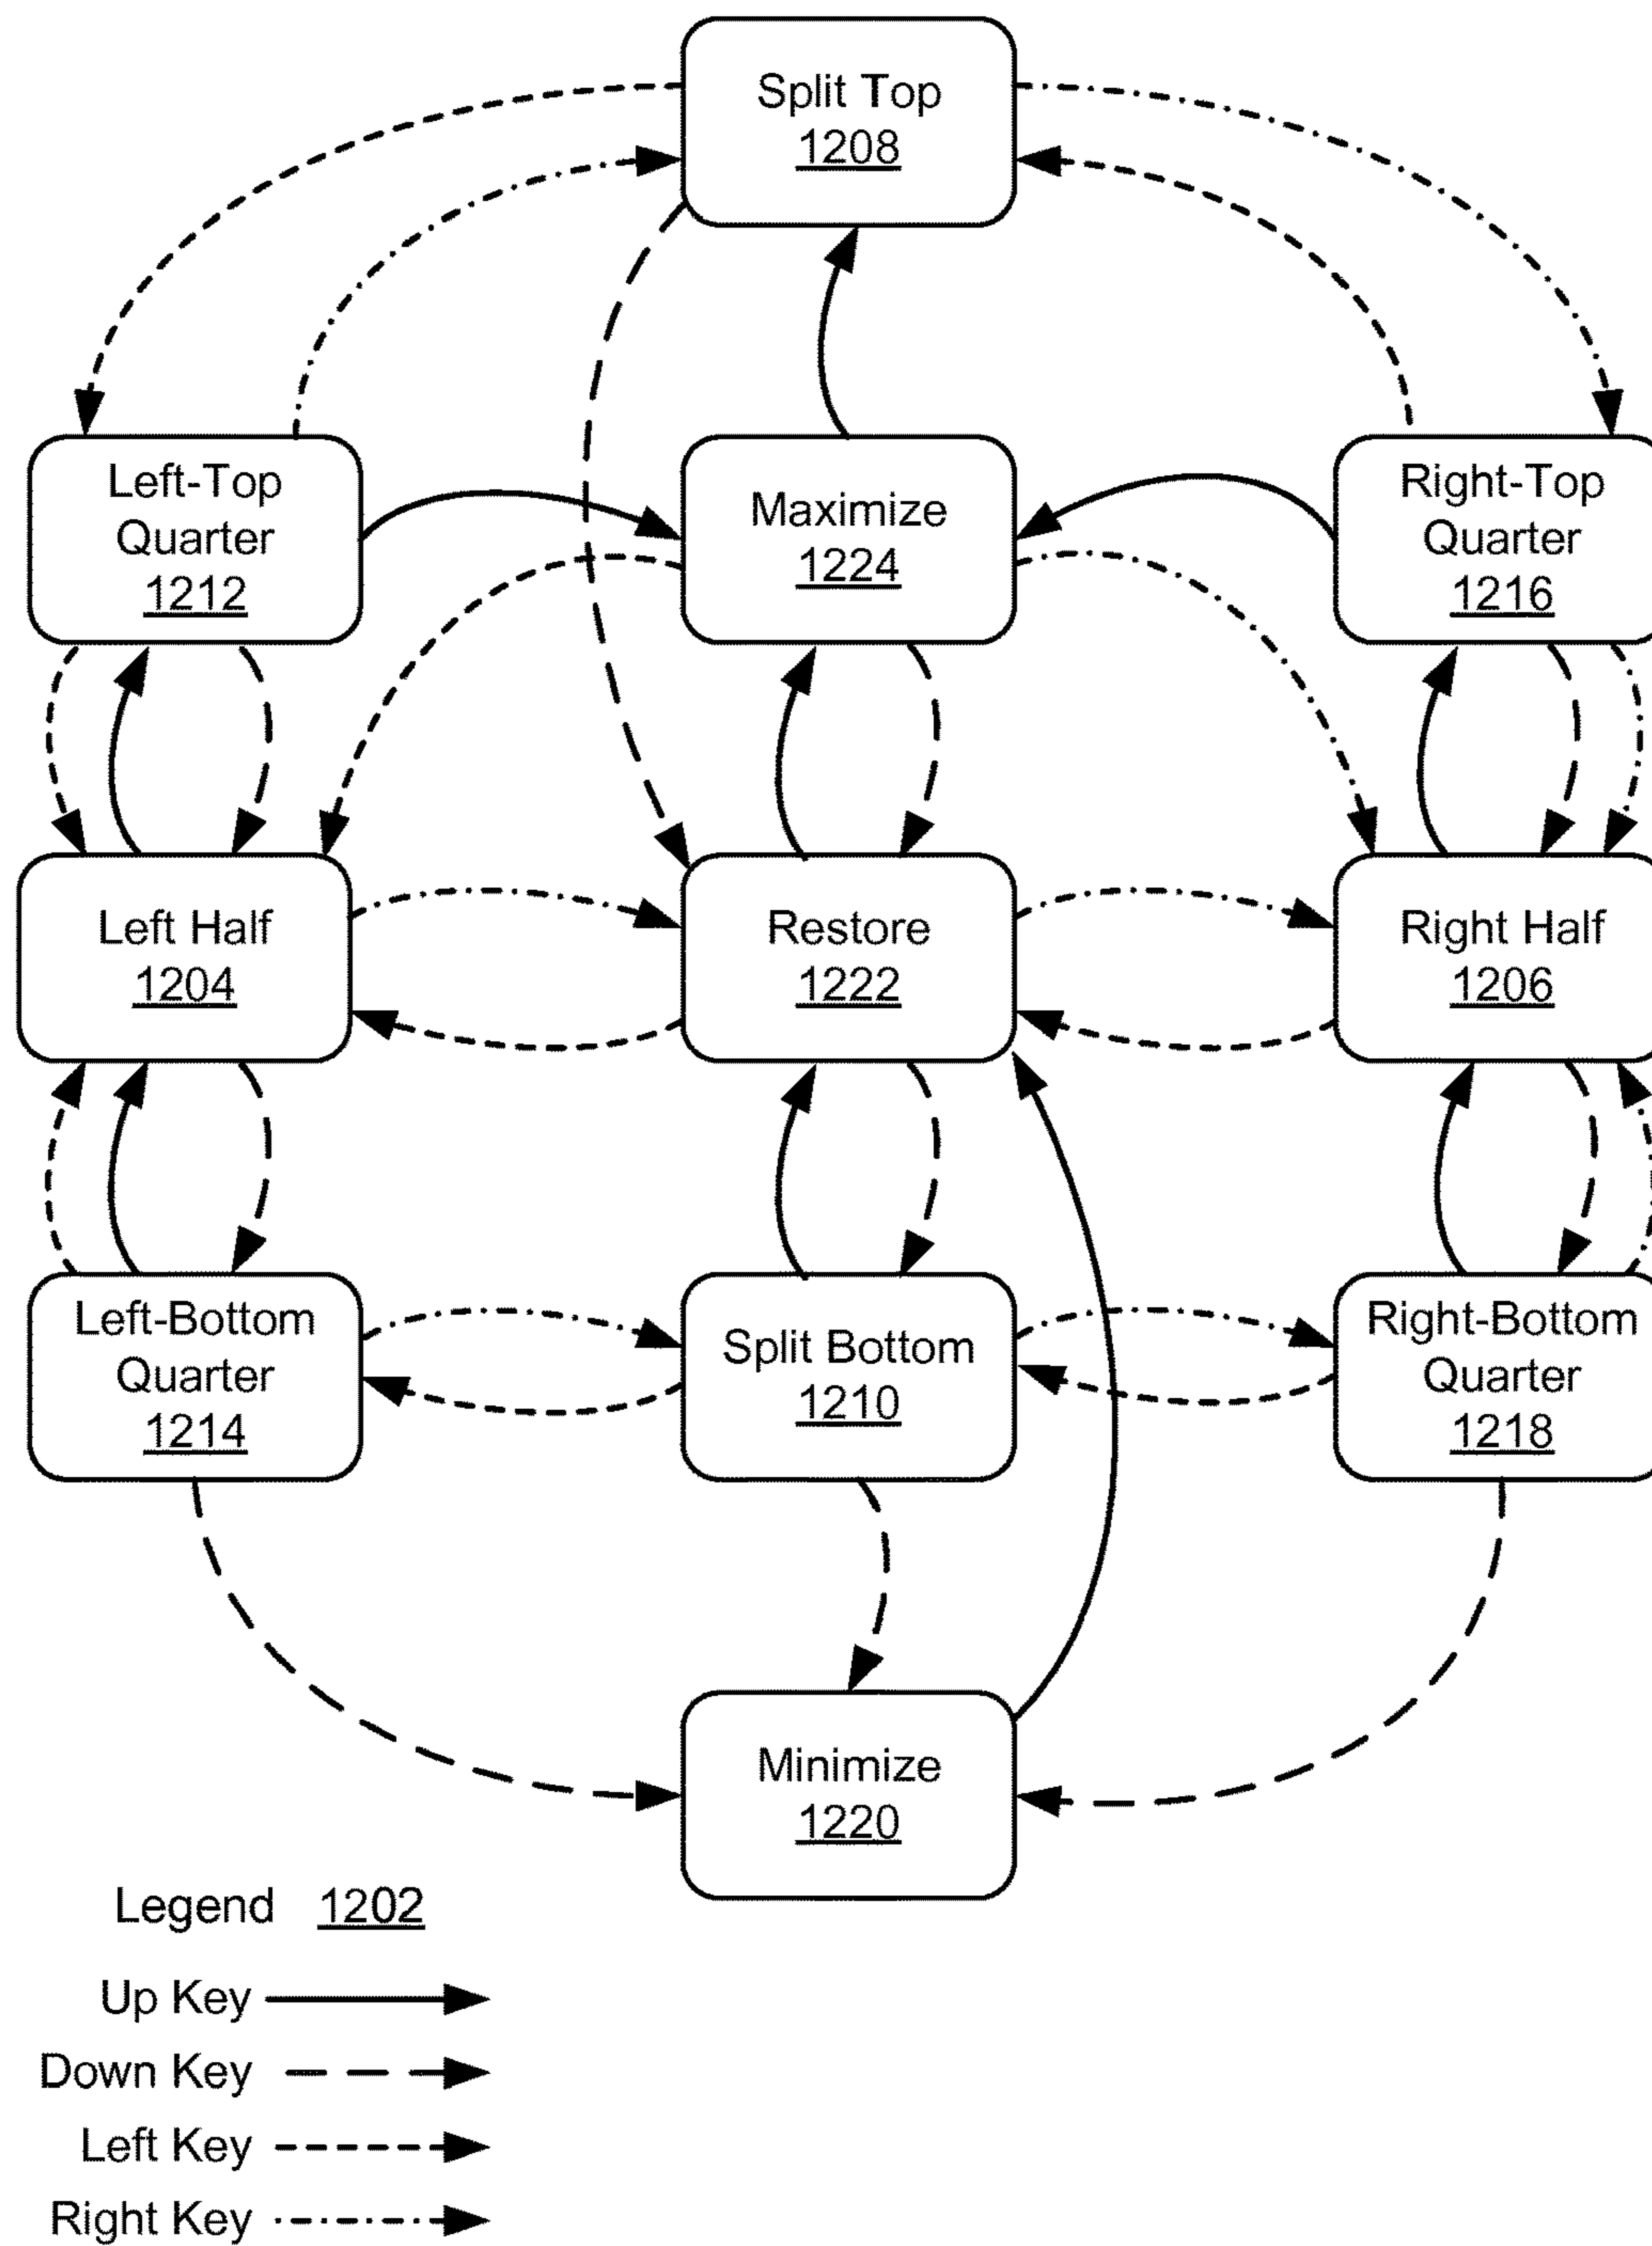 Split Top
1208
Left-Top
Quarter
1212
Maximize
1224
Right-Top
Quarter
1216
Left Half
1204
Restore
1222
Right Half
1206
Left-Bottom
Quarter
1214
Split Bottom
1210
Right-Bottom
Quarter
1218
Minimize
1220
Legend 1202
Up Key
Down Key
Left Key
Right Key